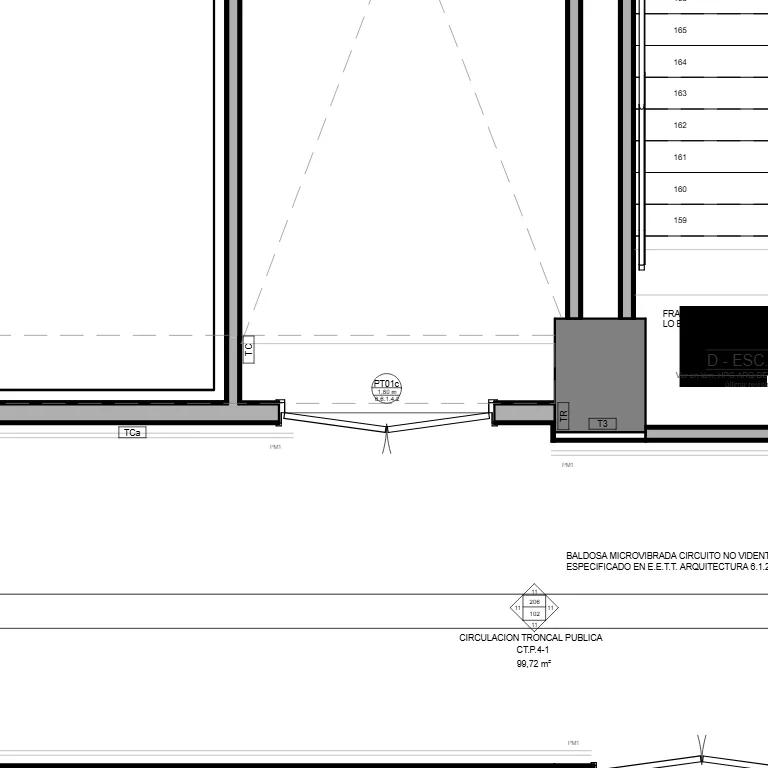 165
164
163
162
161
160
159
FRA
LO E
D - ESC.
TC
PT01c
1.80 m
TR
T3
TCa
PM1
PM1
BALDOSA MICROVIBRADA CIRCUITO NO VIDENT
ESPECIFICADO EN E.E.T.T. ARQUITECTURA 6.1.2
11
206
11
11
102
11
CIRCULACION TRONCAL PUBLICA
CT.P.4-1
99,72 m²
PM1